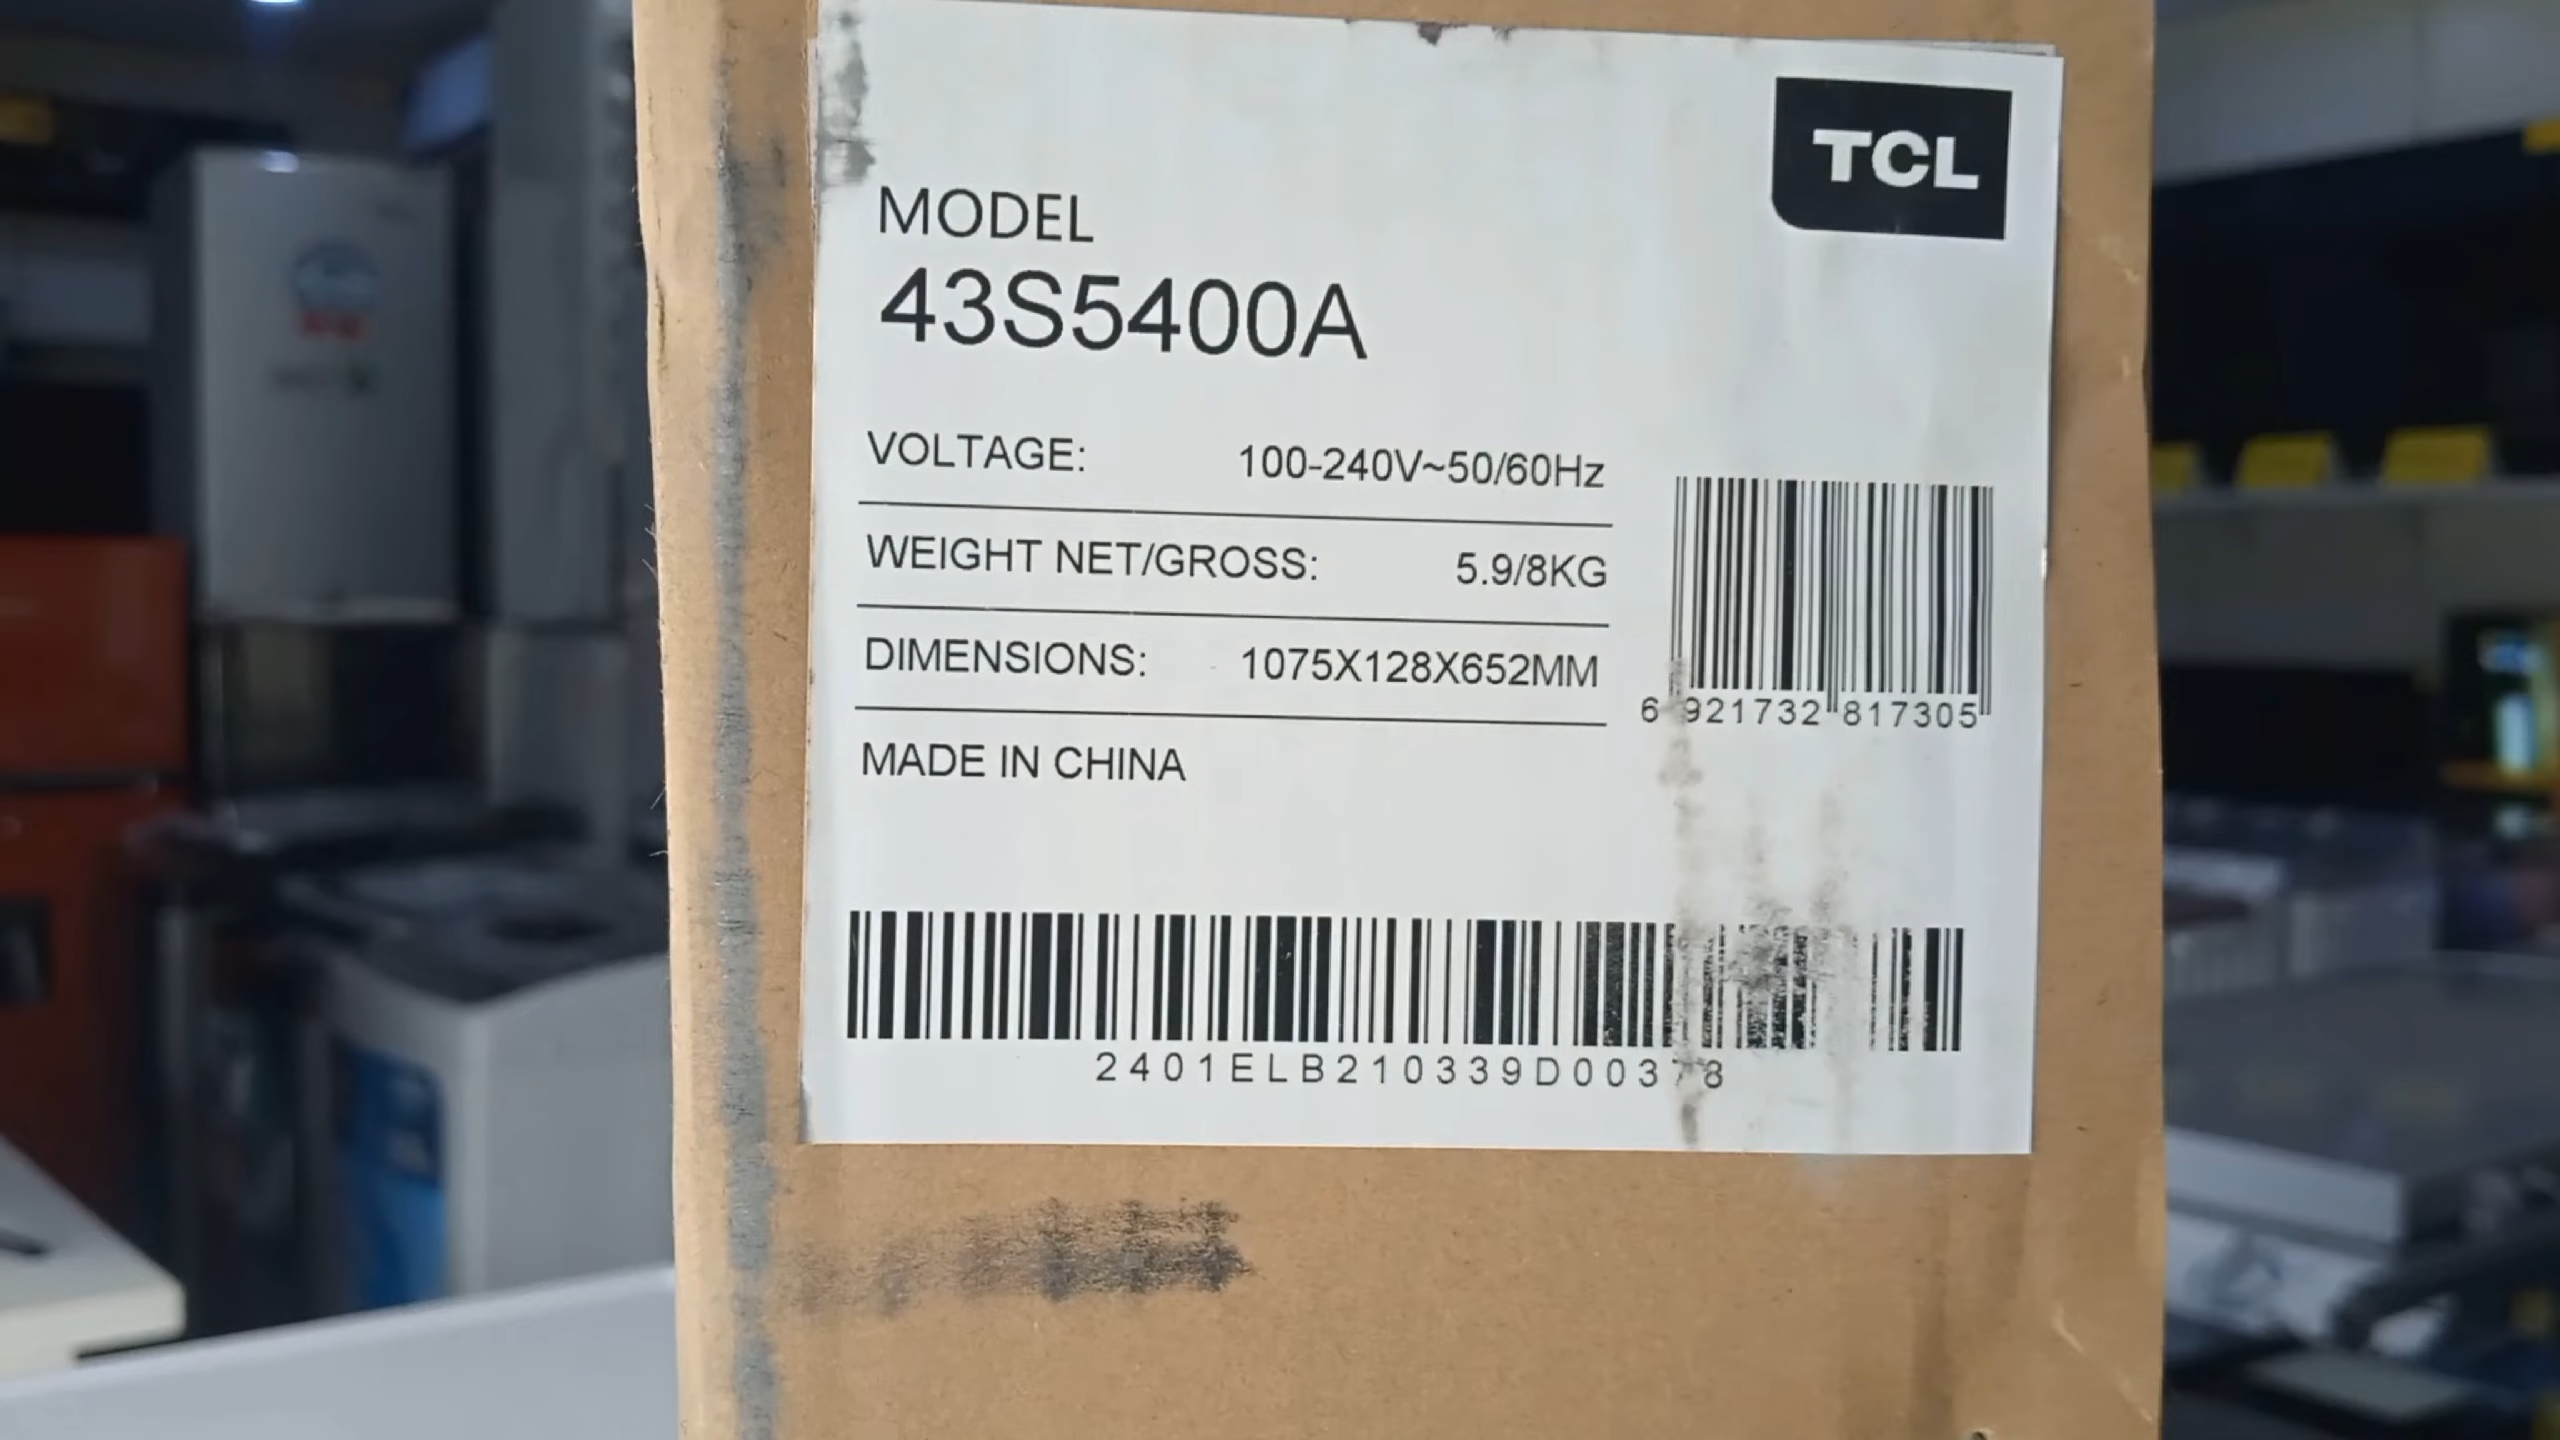 TCL
MODEL
43S5400A
VOLTAGE: 100-240V~50/60Hz
WEIGHT NET/GROSS: 5.9/8KG
DIMENSIONS: 1075X128X652MM
6 921732 817305
MADE IN CHINA